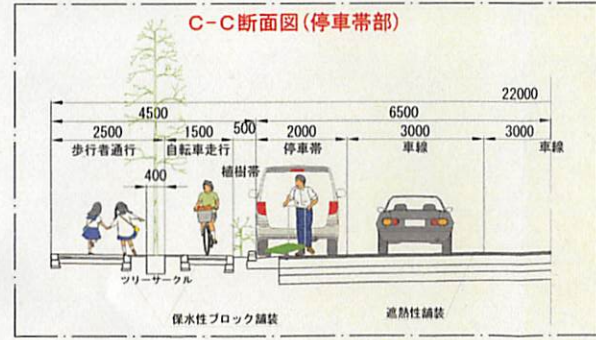 C-C断面図(停車帯部)
22000
4500 6500
2500 1500 500 2000 3000 3000
歩行者通行 自転車走行 植樹帯 停車帯 車線 車線
400
ツリーサークル
保水性ブロック舗装 遮熱性舗装